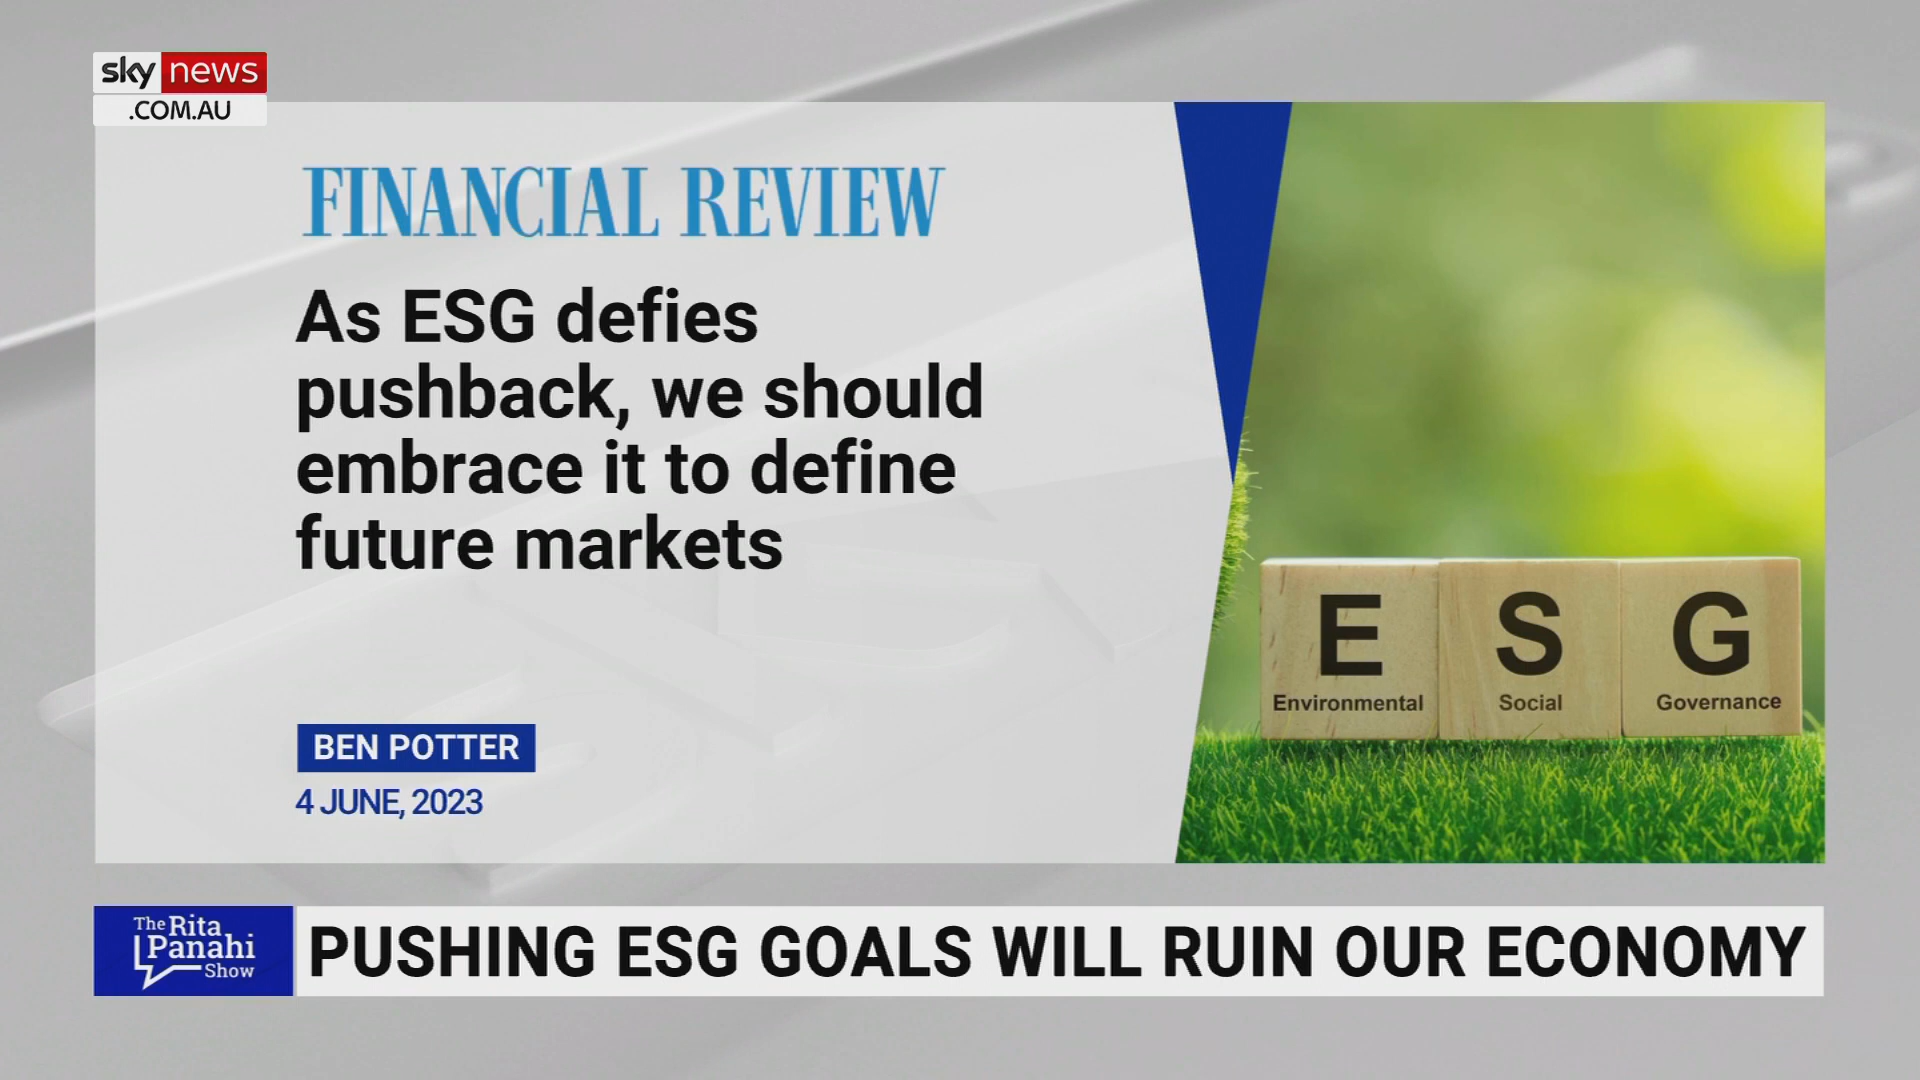 sky news
.COM.AU
FINANCIAL REVIEW
As ESG defies
pushback, we should
embrace it to define
future markets
E S G
Environmental Social Governance
BEN POTTER
4 JUNE, 2023
The Rita
Panahi
Show
PUSHING ESG GOALS WILL RUIN OUR ECONOMY